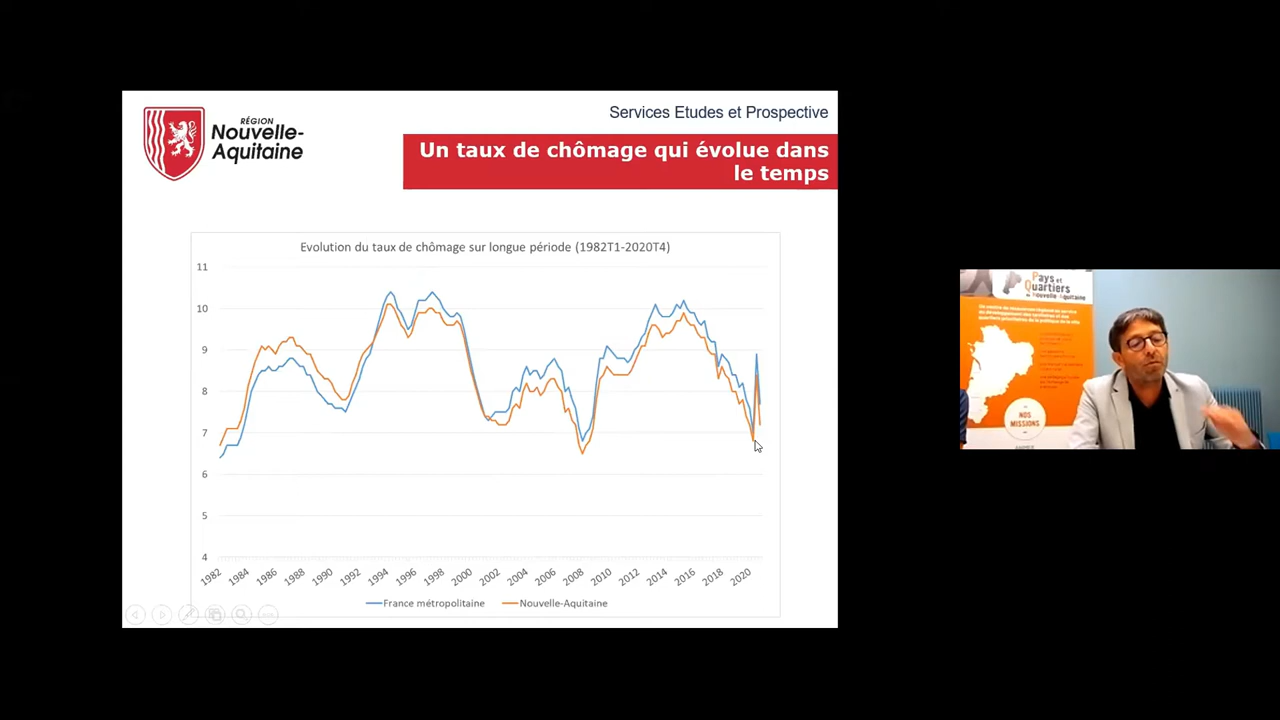 RÉGION
Nouvelle-
Aquitaine
Services Etudes et Prospective
Un taux de chômage qui évolue dans
le temps
Evolution du taux de chômage sur longue période (1982T1-2020T4)
11
10
9
8
7
6
5
4
1982
1984
1986
1988
1990
1992
1994
1996
1998
2000
2002
2004
2006
2008
2010
2012
2014
2016
2018
2020
France métropolitaine
Nouvelle-Aquitaine
Pays et
Quartiers
de Nouvelle-Aquitaine
NOS
MISSIONS